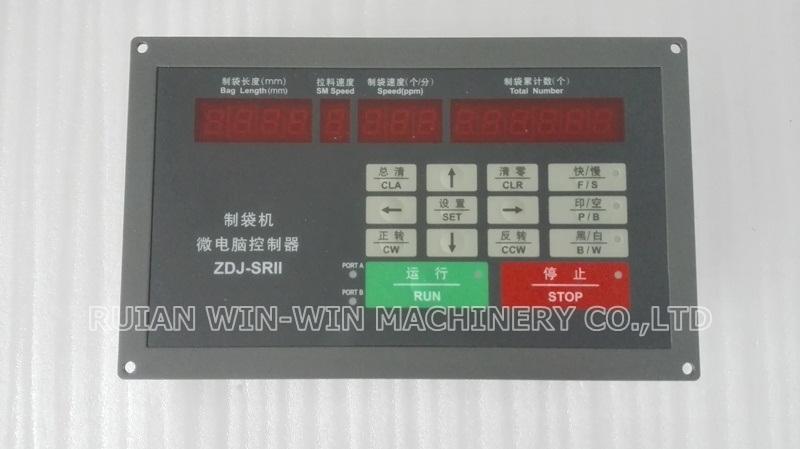 制袋长度(mm)
Bag Length(mm)
拉料速度
SM Speed
制袋速度(个/分)
Speed(ppm)
制袋累计数(个)
Total Number
总清
CLA
↑
清零
CLR
快/慢
F/S
←
设置
SET
→
印/空
P/B
正转
CW
↓
反转
CCW
黑/白
B/W
制袋机
微电脑控制器
ZDJ-SRII
PORT A
PORT B
运行
RUN
停止
STOP
RUIAN WIN-WIN MACHINERY CO.,LTD